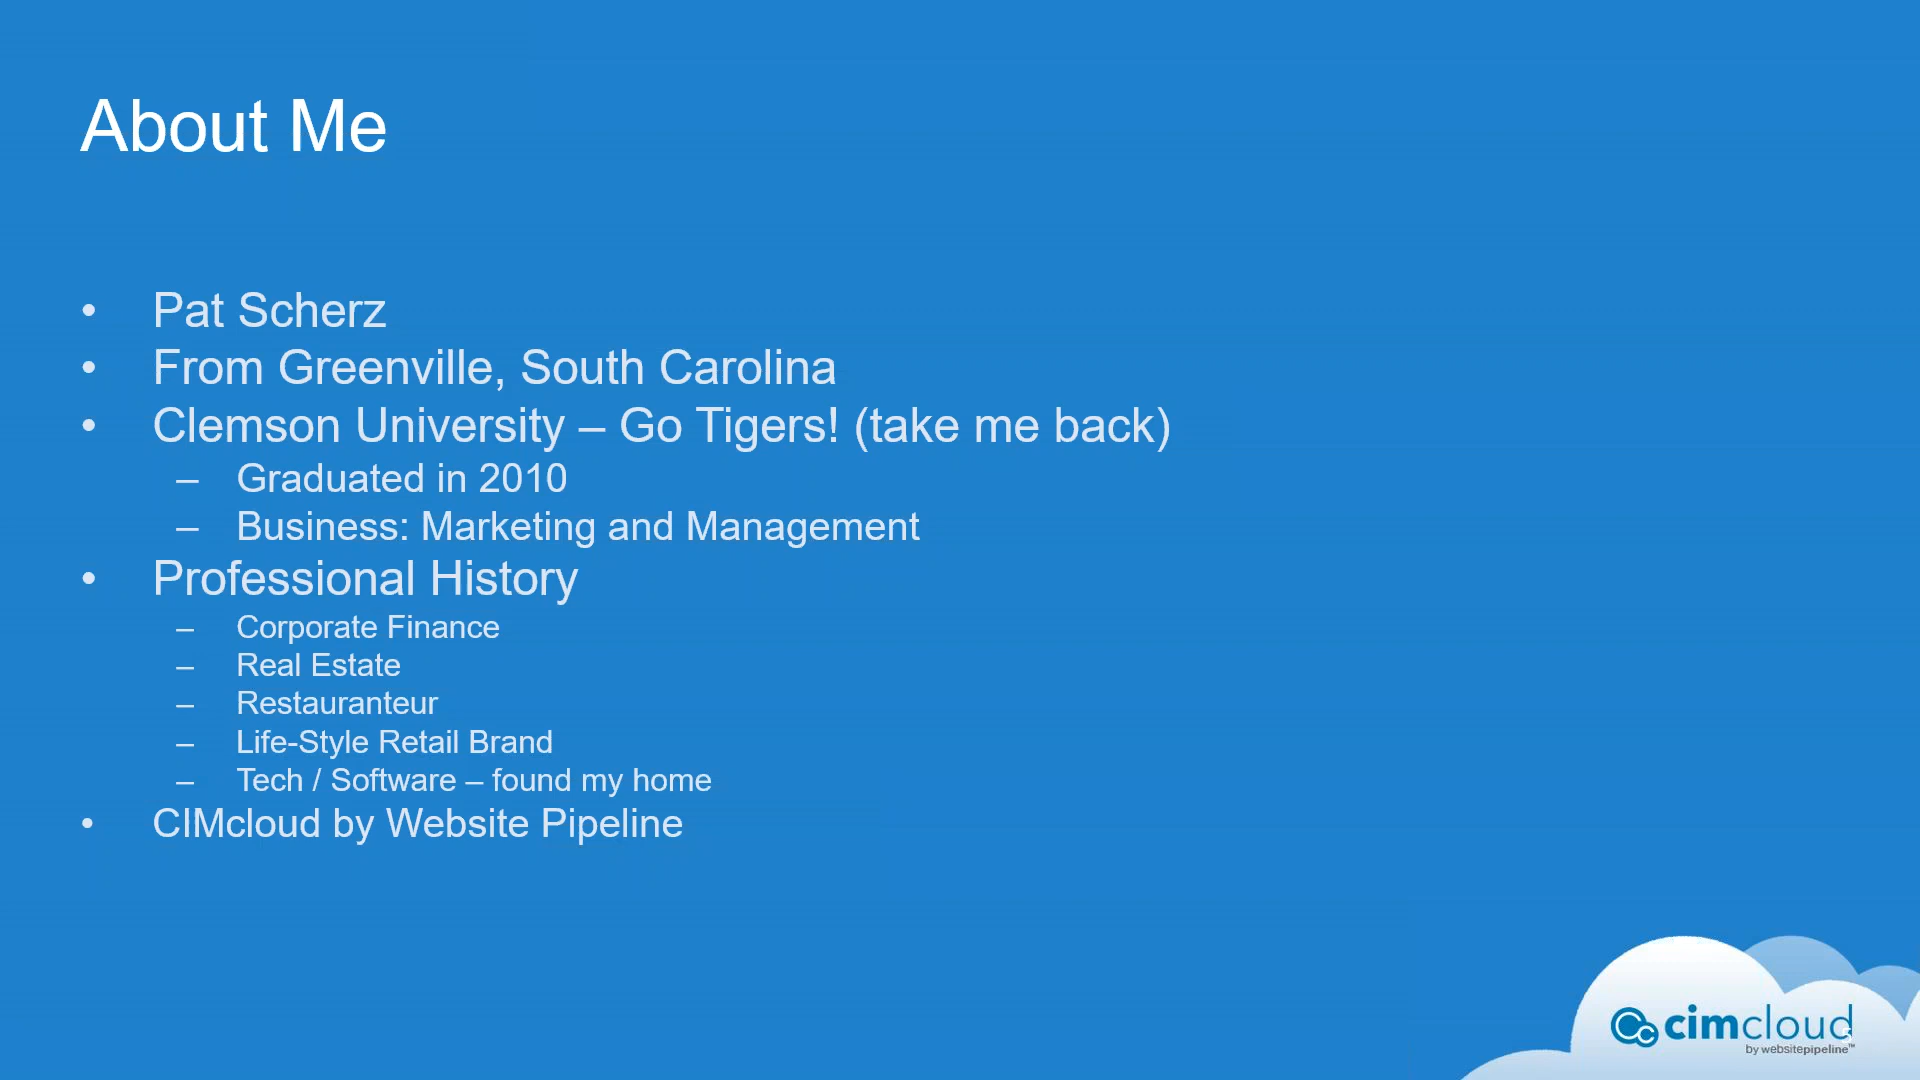 About Me
• Pat Scherz
• From Greenville, South Carolina
• Clemson University – Go Tigers! (take me back)
– Graduated in 2010
– Business: Marketing and Management
• Professional History
– Corporate Finance
– Real Estate
– Restauranteur
– Life-Style Retail Brand
– Tech / Software – found my home
• CIMcloud by Website Pipeline
cimcloud
by websitepipeline™
5